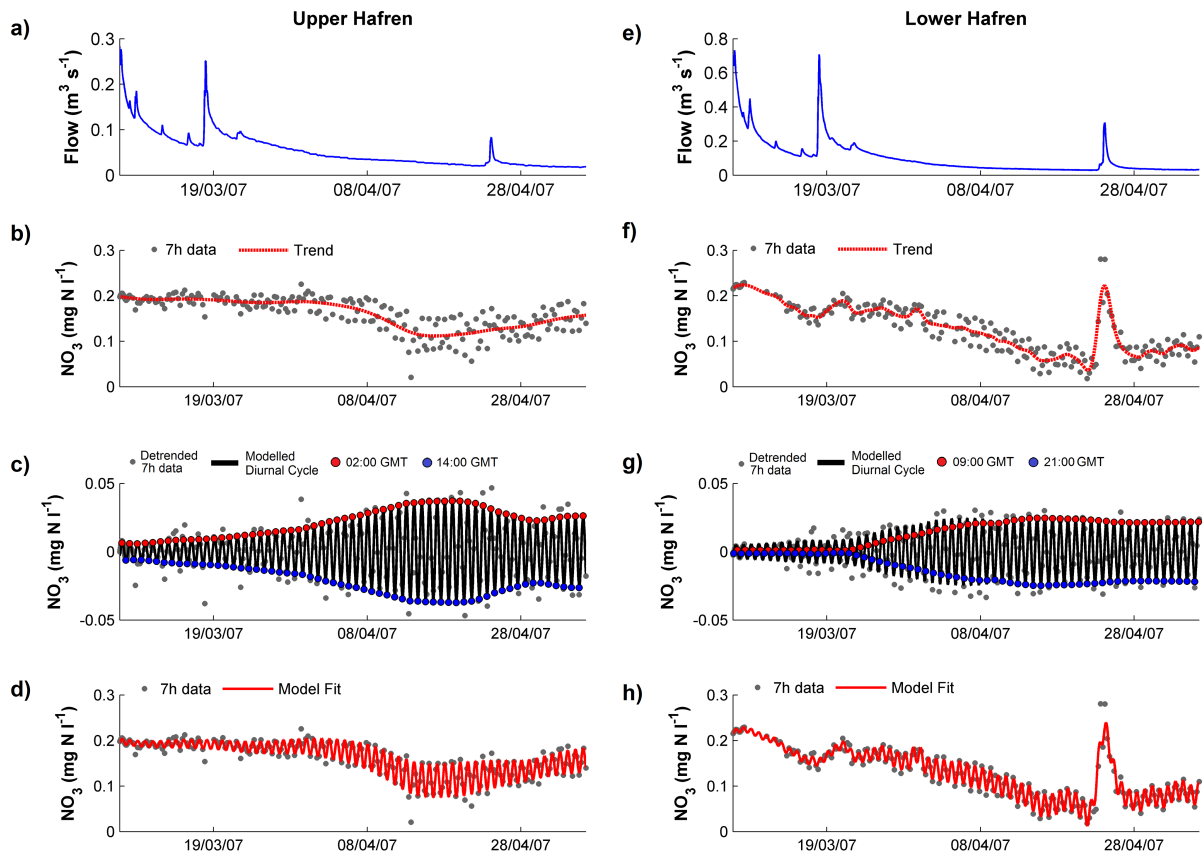 Upper Hafren
a)
Flow (m³ s⁻¹)
0.3
0.2
0.1
0
19/03/07 08/04/07 28/04/07
b)
NO₃ (mg N l⁻¹)
7h data Trend
0.3
0.2
0.1
0
19/03/07 08/04/07 28/04/07
c)
NO₃ (mg N l⁻¹)
Detrended 7h data
Modelled Diurnal Cycle
02:00 GMT
14:00 GMT
0.05
0
-0.05
19/03/07 08/04/07 28/04/07
d)
NO₃ (mg N l⁻¹)
7h data Model Fit
0.3
0.2
0.1
0
19/03/07 08/04/07 28/04/07
Lower Hafren
e)
Flow (m³ s⁻¹)
0.8
0.6
0.4
0.2
0
19/03/07 08/04/07 28/04/07
f)
NO₃ (mg N l⁻¹)
7h data Trend
0.3
0.2
0.1
0
19/03/07 08/04/07 28/04/07
g)
NO₃ (mg N l⁻¹)
Detrended 7h data
Modelled Diurnal Cycle
09:00 GMT
21:00 GMT
0.05
0
-0.05
19/03/07 08/04/07 28/04/07
h)
NO₃ (mg N l⁻¹)
7h data Model Fit
0.3
0.2
0.1
0
19/03/07 08/04/07 28/04/07